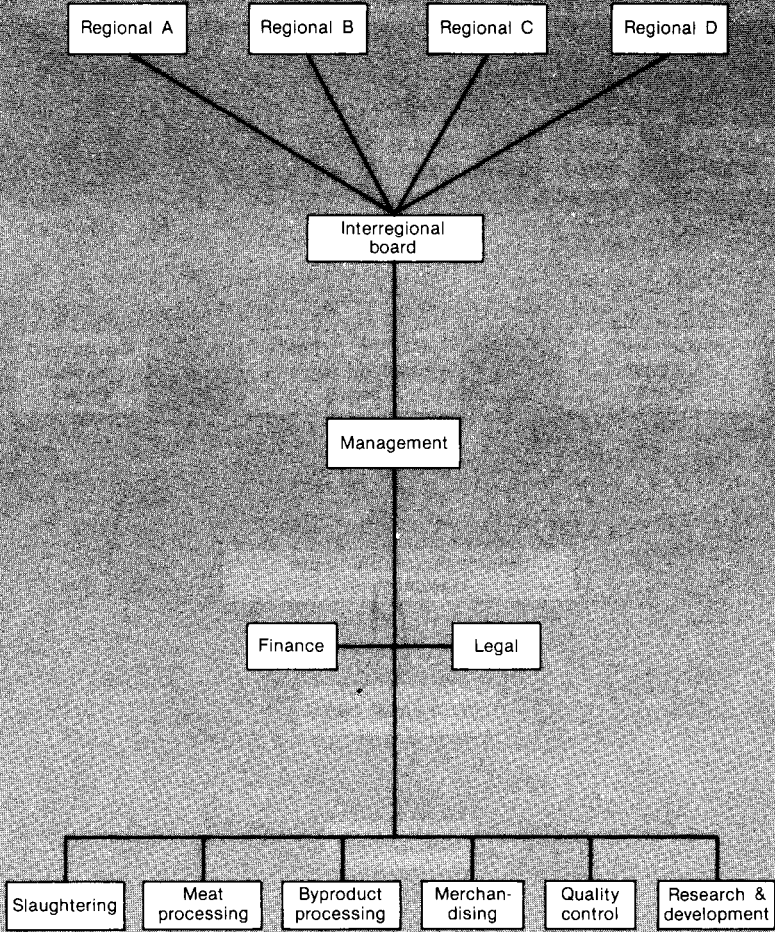 Regional A
Regional B
Regional C
Regional D
Interregional
board
Management
Finance
Legal
Slaughtering
Meat
processing
Byproduct
processing
Merchan-
dising
Quality
control
Research &
development